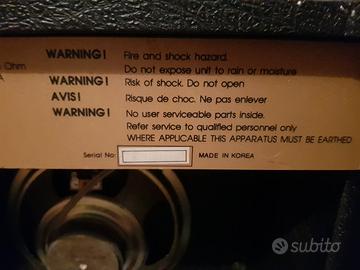 WARNING! Fire and shock hazard.
Ohm Do not expose unit to rain or moisture
A WARNING! Risk of shock. Do not open
AVIS! Risque de choc. Ne pas enlever
WARNING! No user serviceable parts inside.
Refer service to qualified personnel only
WHERE APPLICABLE THIS APPARATUS MUST BE EARTHED
Serial No: MADE IN KOREA
subito